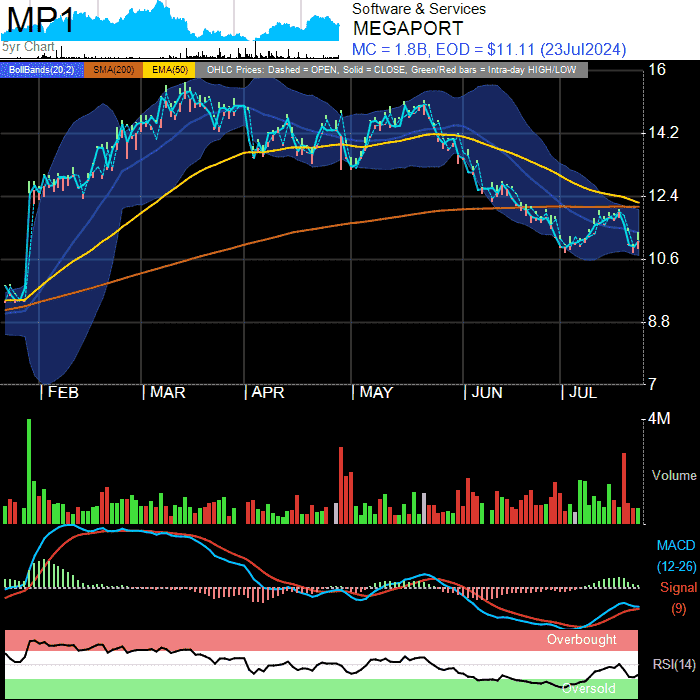 MP1
5yr Chart
Software & Services
MEGAPORT
MC = 1.8B, EOD = $11.11 (23Jul2024)
BollBands(20,2) SMA(200) EMA(50) OHLC Prices: Dashed = OPEN, Solid = CLOSE, Green/Red bars = Intra-day HIGH/LOW
16
14.2
12.4
10.6
8.8
7
FEB MAR APR MAY JUN JUL
4M
Volume
MACD
(12-26)
Signal
(9)
Overbought
RSI(14)
Oversold